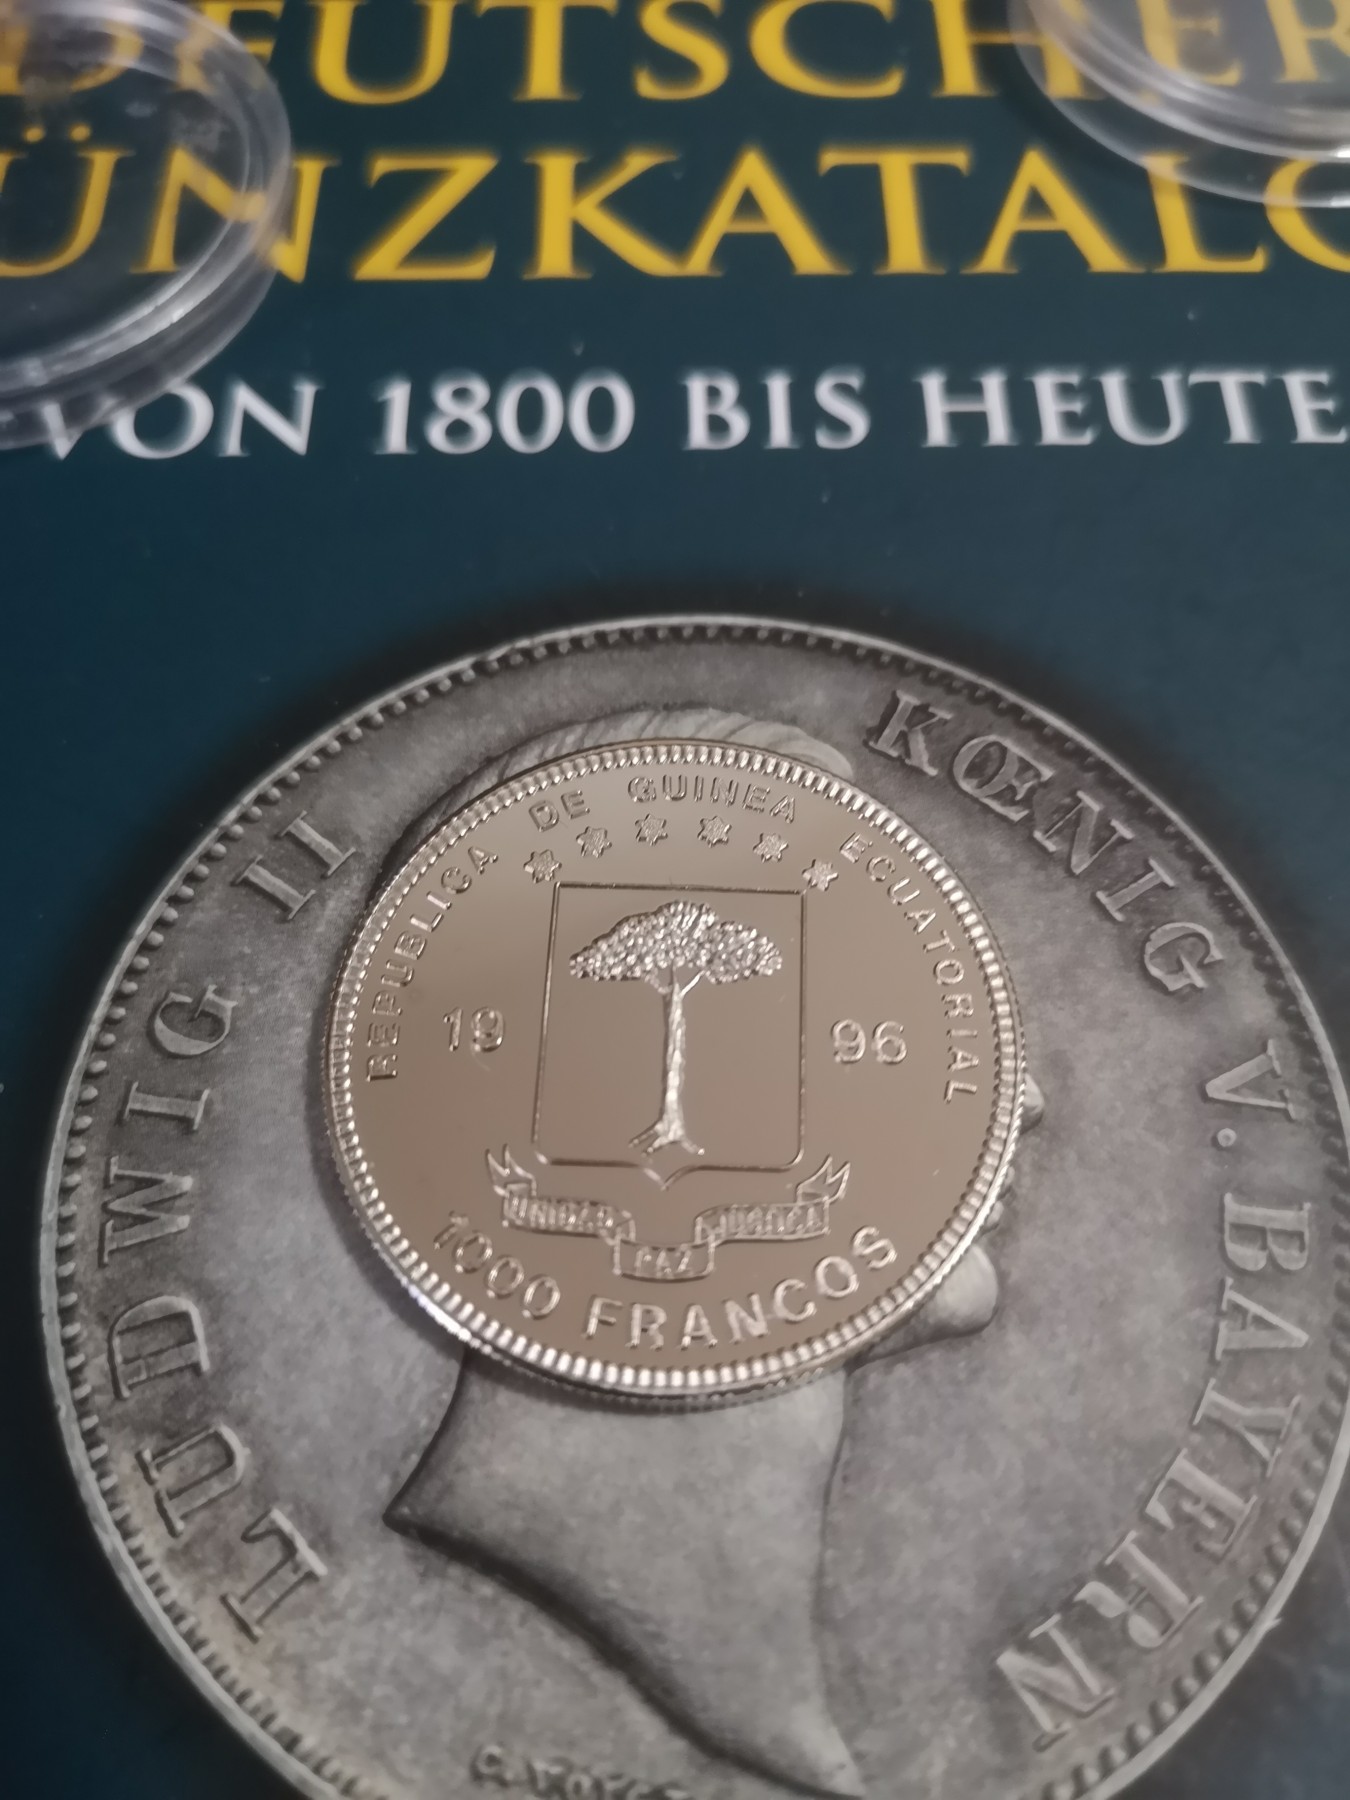 DEUTSCHER
ÜNZKATALO
VON 1800 BIS HEUTE
LUDWIG II KŒNIG V. BAYERN
REPUBLICA DE GUINEA ECUATORIAL
19 96
UNIDAD PAZ JUSTICIA
1000 FRANCOS